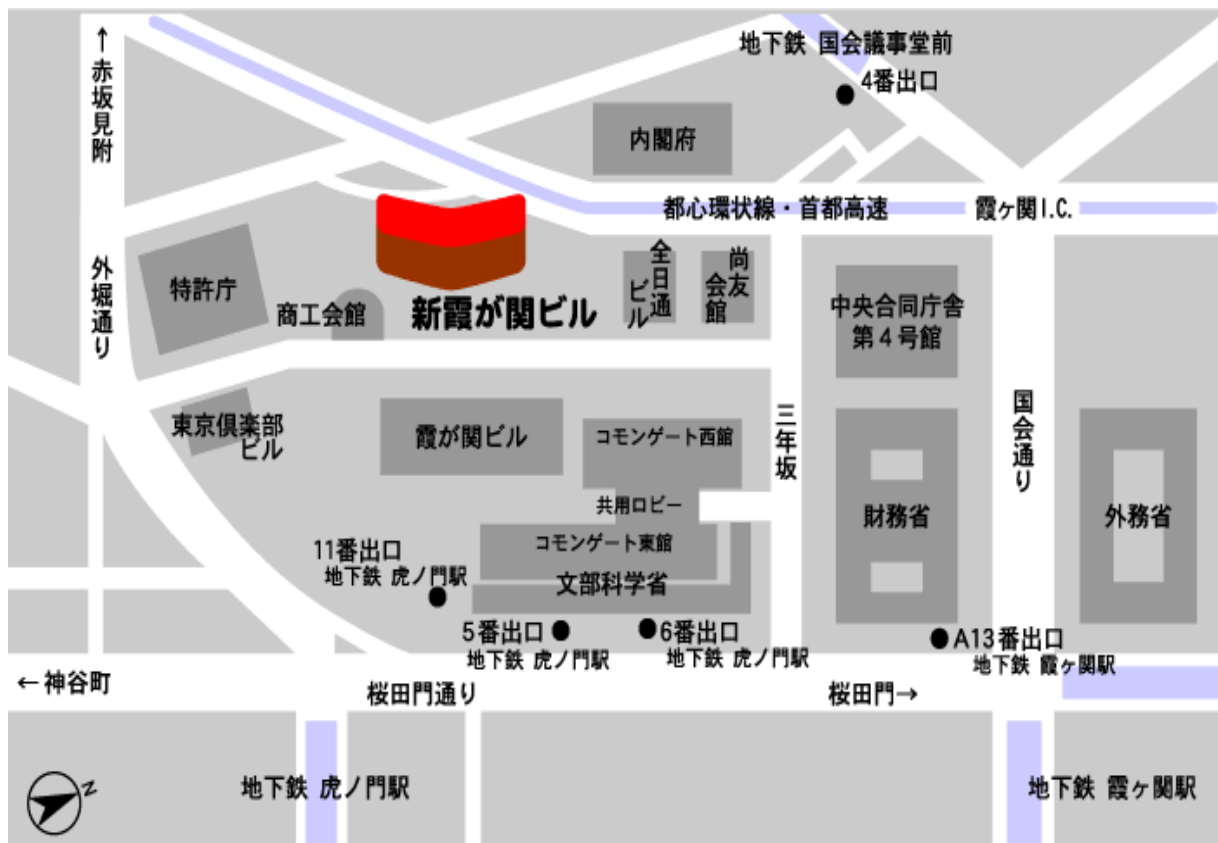 地下鉄 国会議事堂前
4番出口
↑赤坂見附
内閣府
都心環状線・首都高速
霞ヶ関I.C.
外堀通り
特許庁
商工会館
新霞が関ビル
全日通
ビル
尚友
会館
中央合同庁舎
第4号館
東京倶楽部
ビル
霞が関ビル
コモンゲート西館
三年坂
国会通り
共用ロビー
コモンゲート東館
財務省
外務省
11番出口
地下鉄 虎ノ門駅
文部科学省
5番出口
地下鉄 虎ノ門駅
6番出口
地下鉄 虎ノ門駅
A13番出口
地下鉄 霞ヶ関駅
←神谷町
桜田門通り
桜田門→
地下鉄 虎ノ門駅
地下鉄 霞ヶ関駅
N